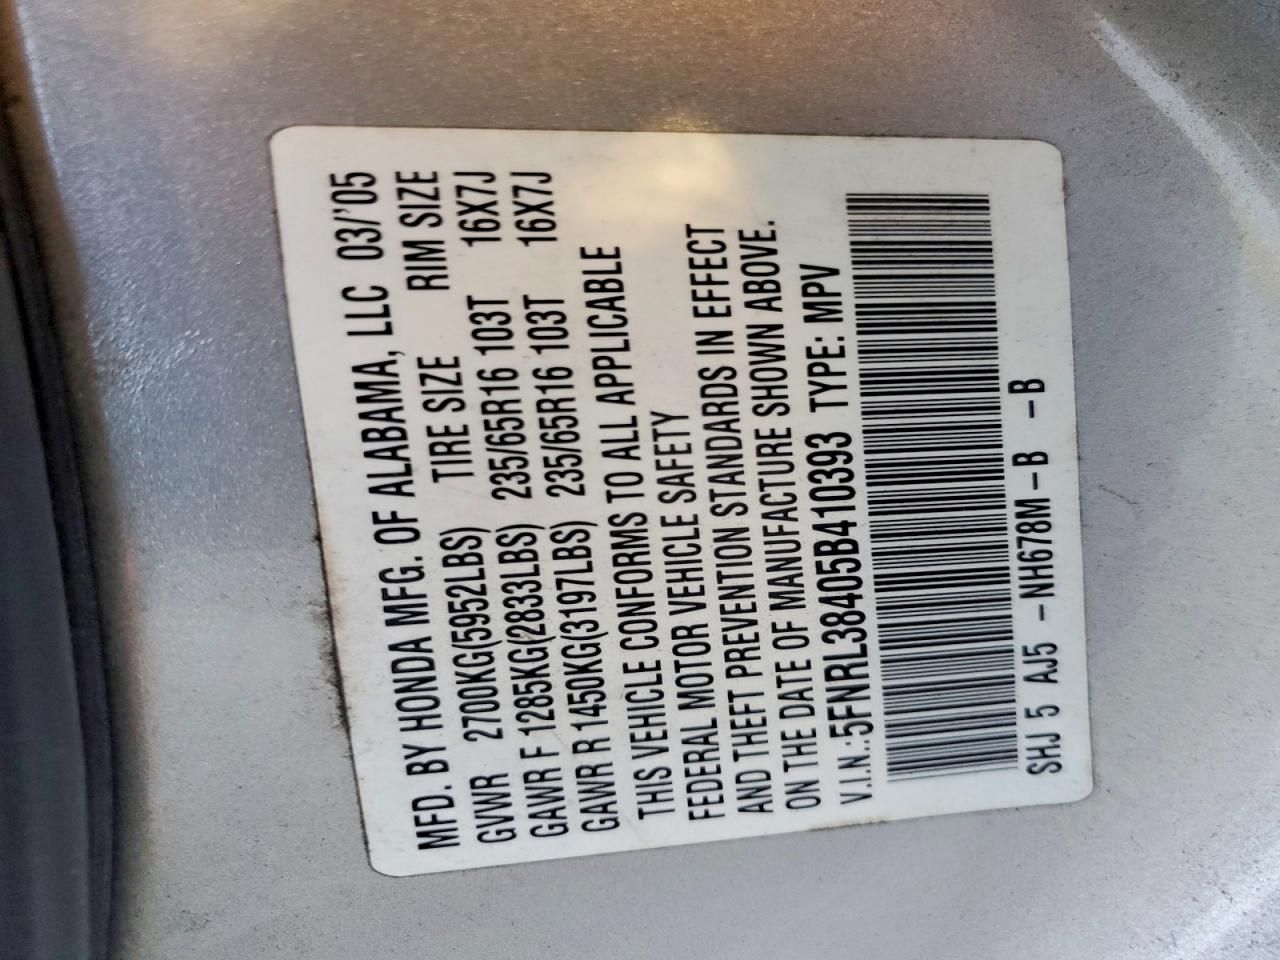 MFD. BY HONDA MFG. OF ALABAMA, LLC 03/'05
GVWR 2700KG(5952LBS) TIRE SIZE RIM SIZE
GAWR F 1285KG(2833LBS) 235/65R16 103T 16X7J
GAWR R 1450KG(3197LBS) 235/65R16 103T 16X7J
THIS VEHICLE CONFORMS TO ALL APPLICABLE
FEDERAL MOTOR VEHICLE SAFETY
AND THEFT PREVENTION STANDARDS IN EFFECT
ON THE DATE OF MANUFACTURE SHOWN ABOVE.
V.I.N.: 5FNRL38405B410393 TYPE: MPV
SHJ 5 AJ5 -NH678M-B -B